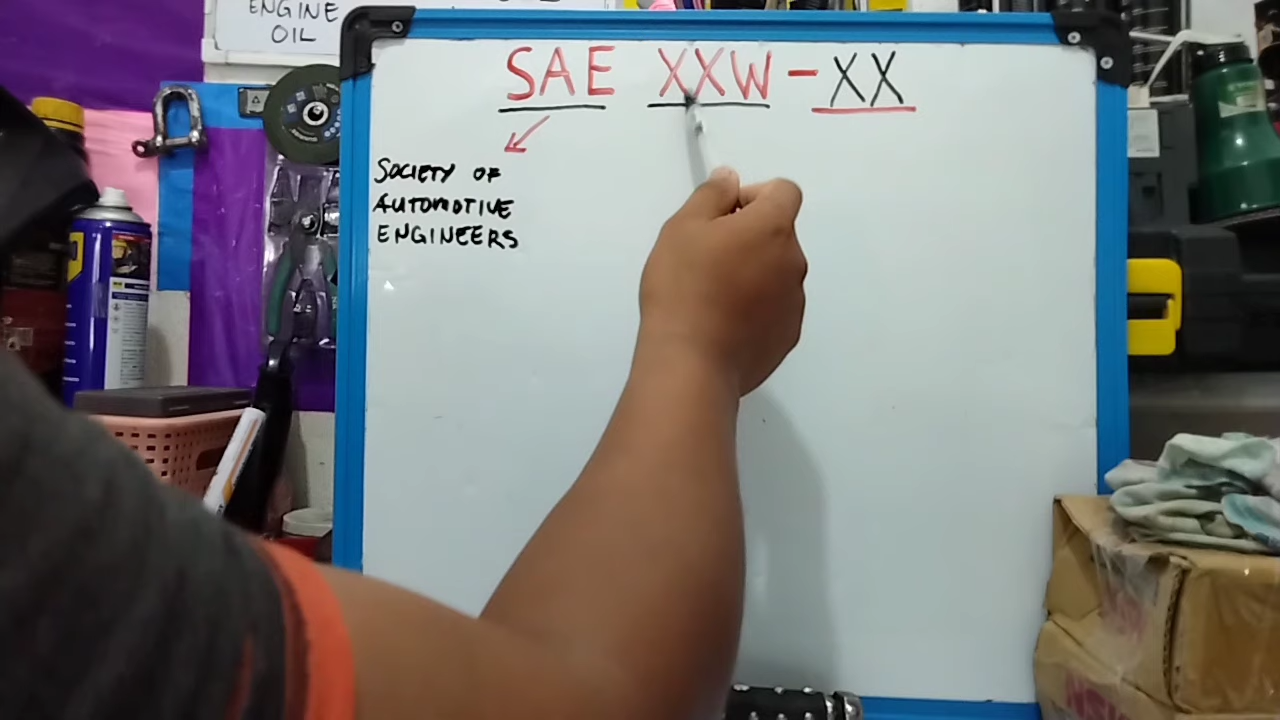 ENGINE
OIL
SAE XXW - XX
SOCIETY OF
AUTOMOTIVE
ENGINEERS